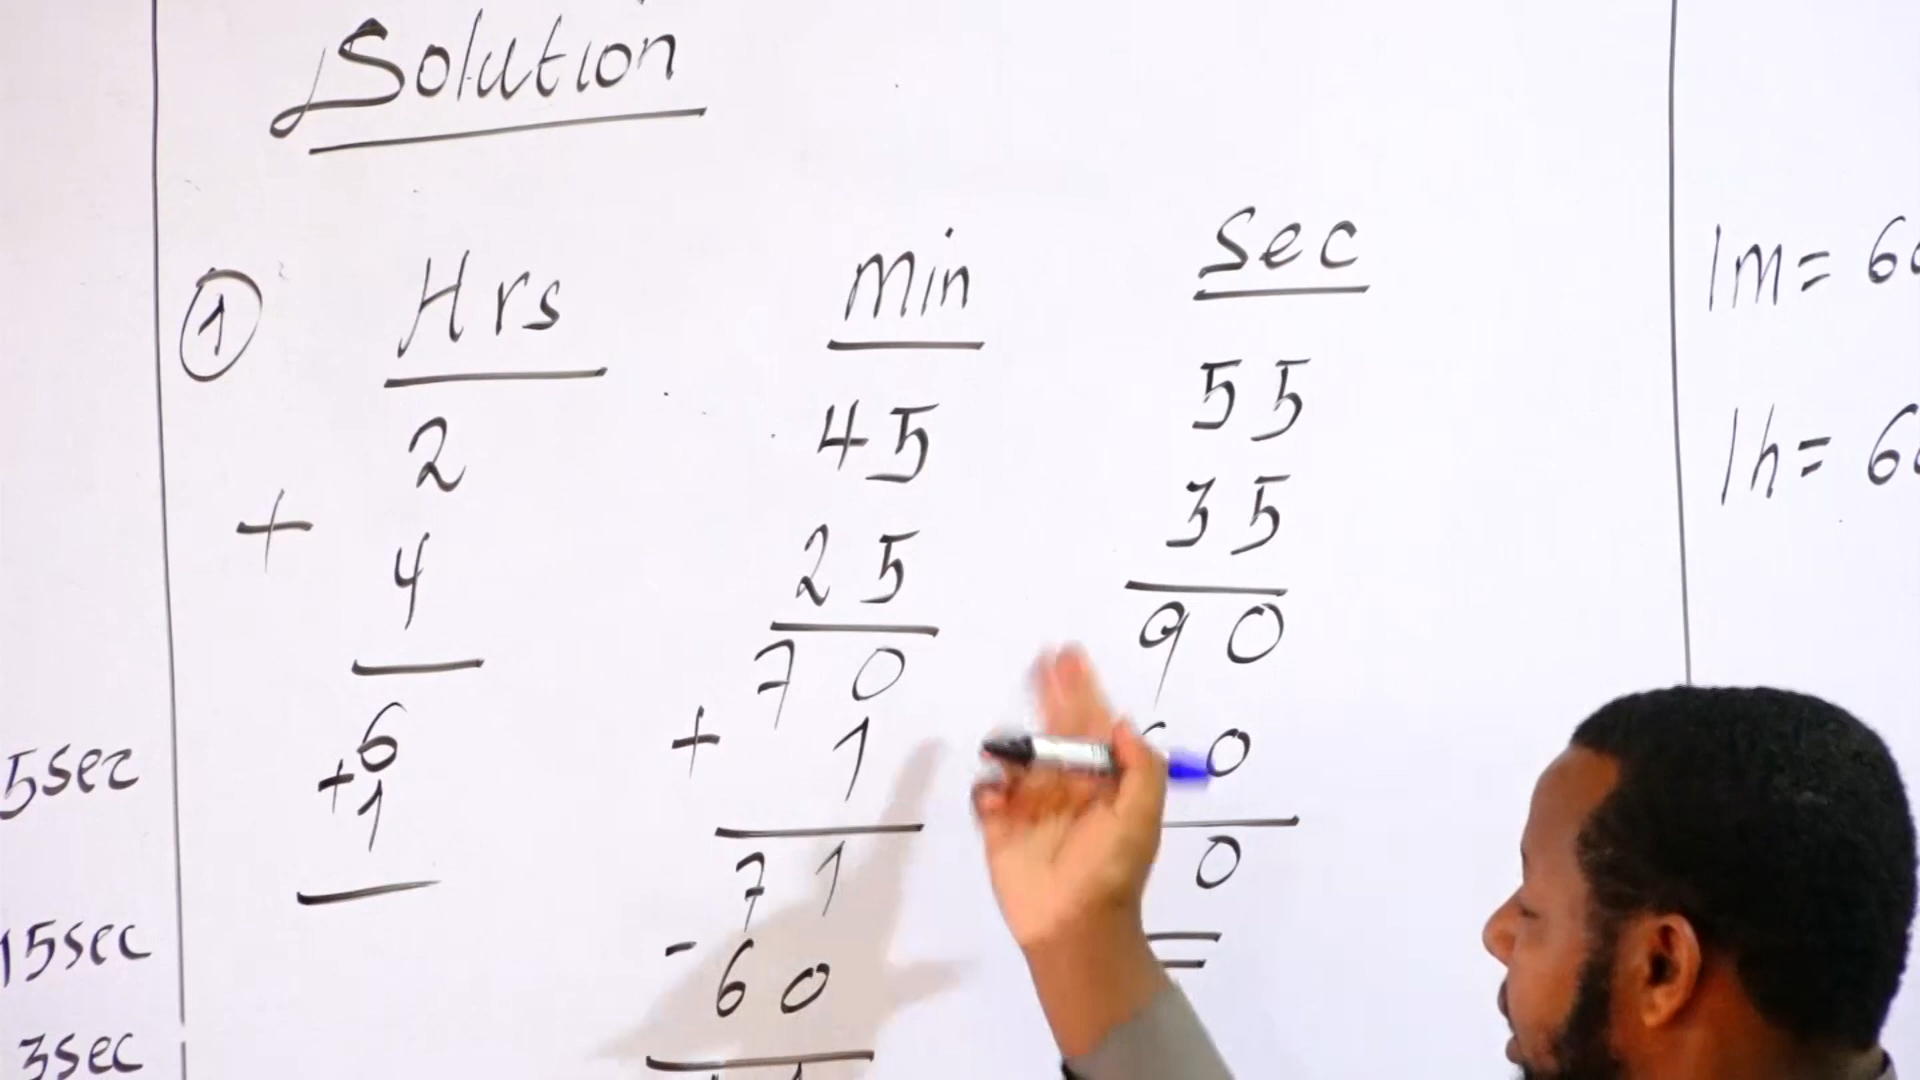 Solution
① Hrs Min Sec
2 45 55
+ 4 25 35
6 70 90
+1 + 1 0
71 0
- 60
1m = 6
1h = 6
5sec
15sec
3sec